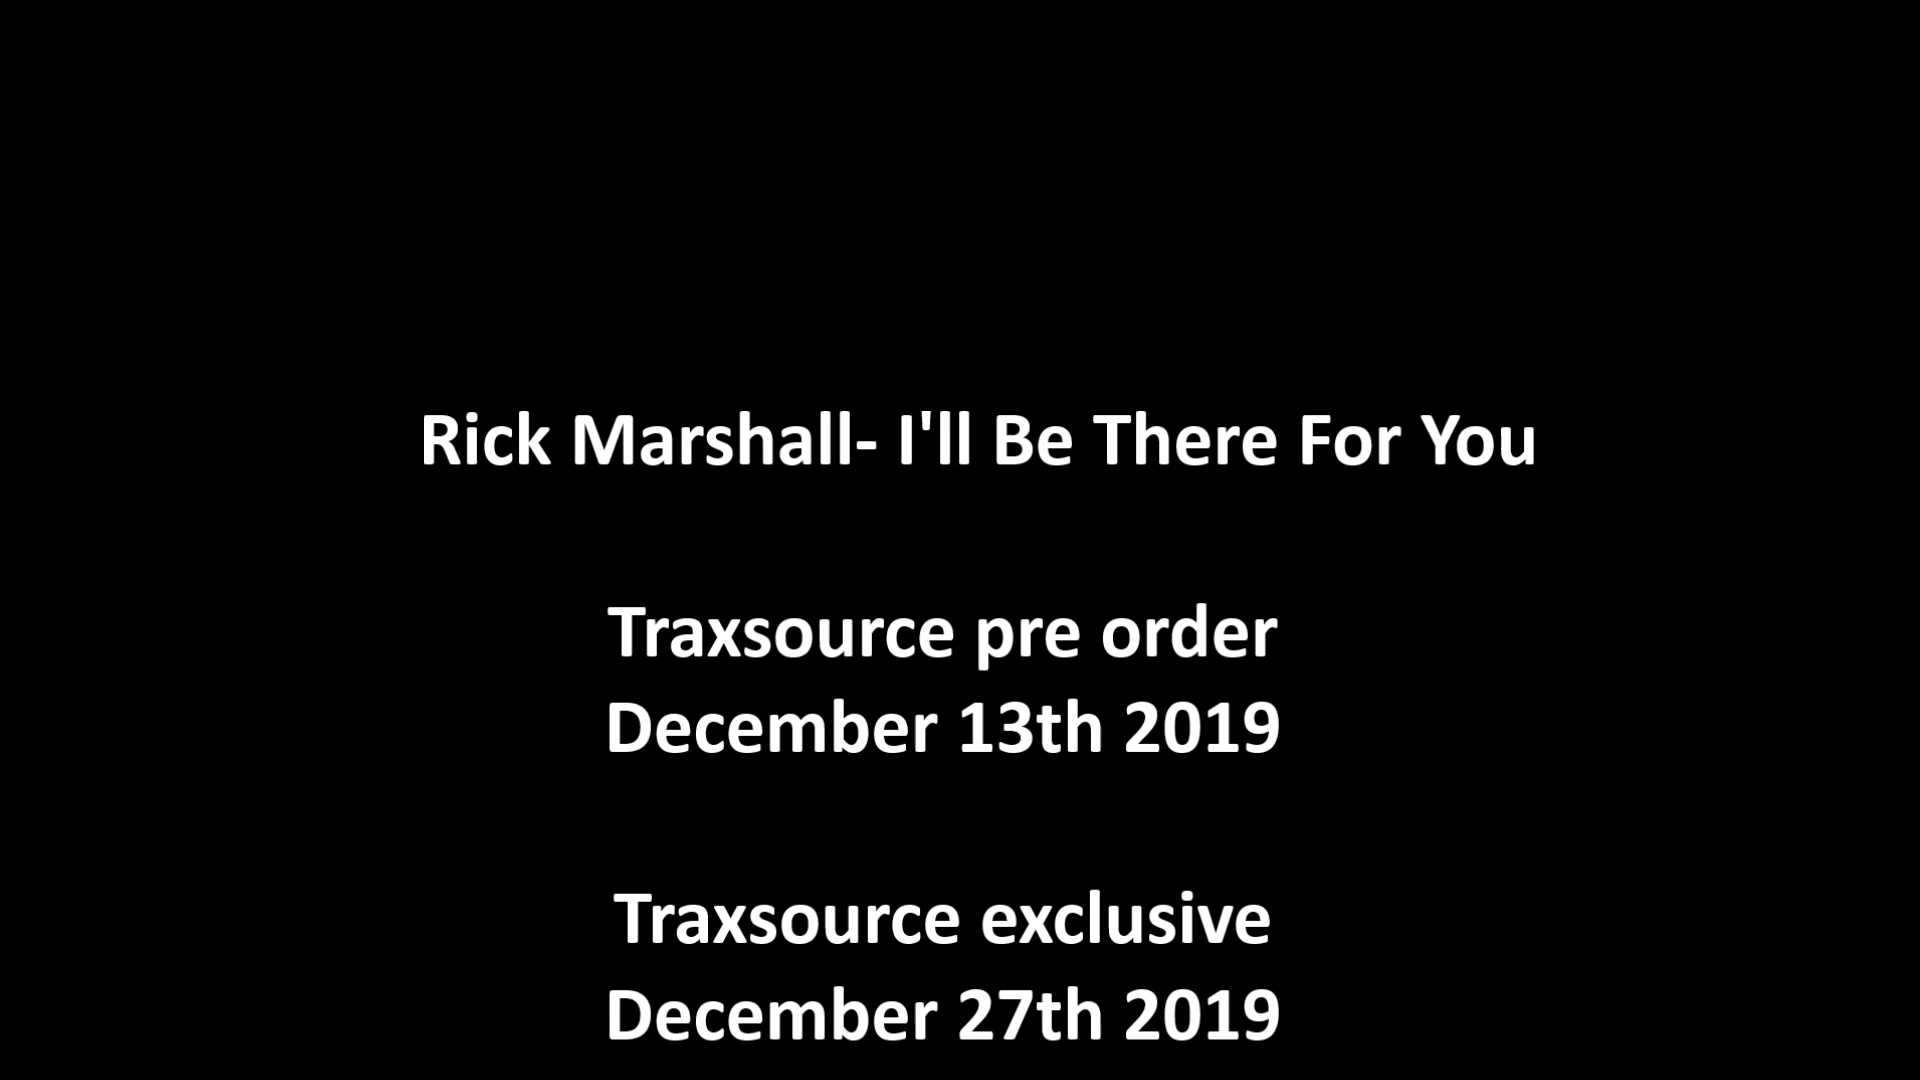 Rick Marshall- I'll Be There For You
Traxsource pre order
December 13th 2019
Traxsource exclusive
December 27th 2019